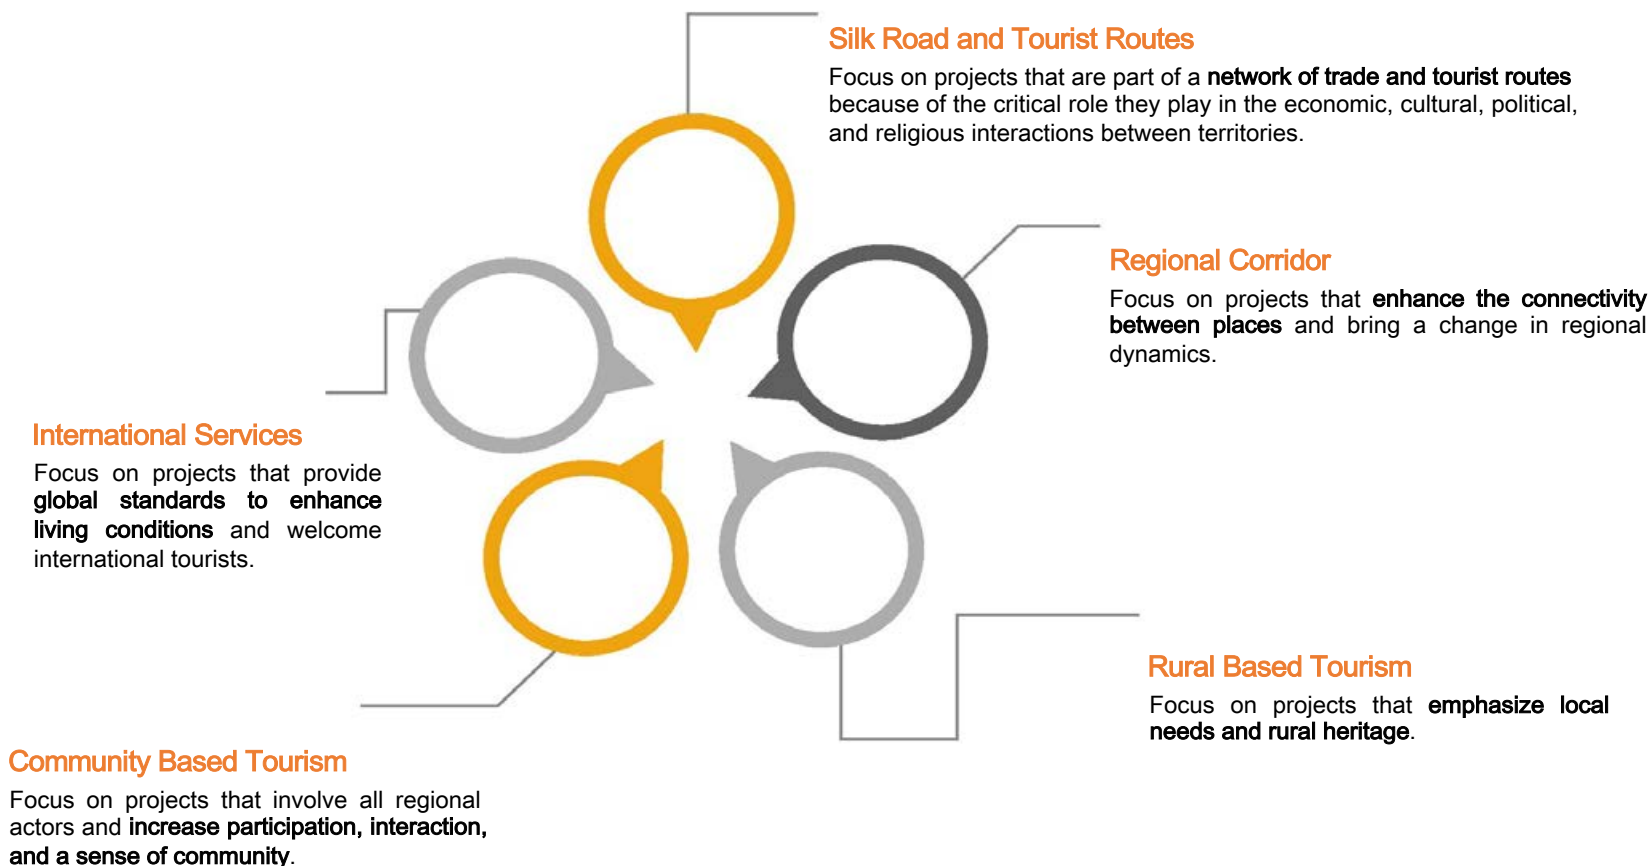 Silk Road and Tourist Routes
Focus on projects that are part of a network of trade and tourist routes
because of the critical role they play in the economic, cultural, political,
and religious interactions between territories.
Regional Corridor
Focus on projects that enhance the connectivity
between places and bring a change in regional
dynamics.
International Services
Focus on projects that provide
global standards to enhance
living conditions and welcome
international tourists.
Rural Based Tourism
Focus on projects that emphasize local
needs and rural heritage.
Community Based Tourism
Focus on projects that involve all regional
actors and increase participation, interaction,
and a sense of community.